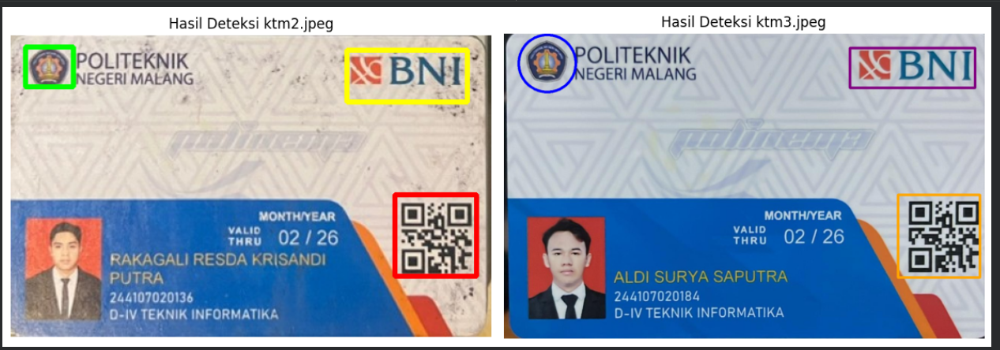 Hasil Deteksi ktm2.jpeg
POLITEKNIK
NEGERI MALANG
BNI
polinema
MONTH/YEAR
VALID
THRU 02 / 26
RAKAGALI RESDA KRISANDI
PUTRA
244107020136
D-IV TEKNIK INFORMATIKA
Hasil Deteksi ktm3.jpeg
POLITEKNIK
NEGERI MALANG
BNI
polinema
MONTH/YEAR
VALID
THRU 02 / 26
ALDI SURYA SAPUTRA
244107020184
D-IV TEKNIK INFORMATIKA